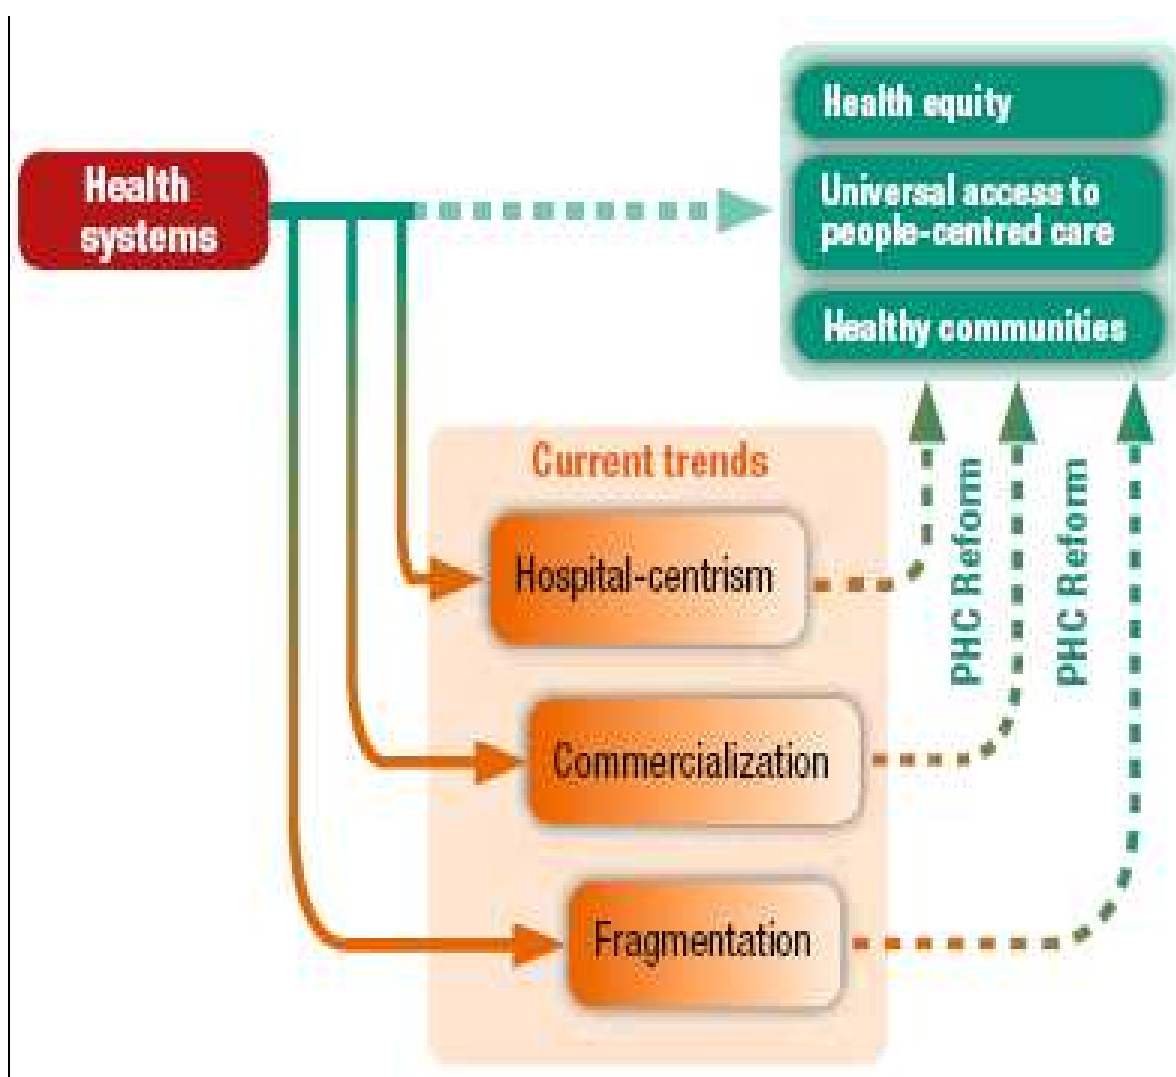 Health equity
Health
systems
Universal access to
people-centred care
Healthy communities
Current trends
Hospital-centrism
PHC Reform
PHC Reform
Commercialization
Fragmentation